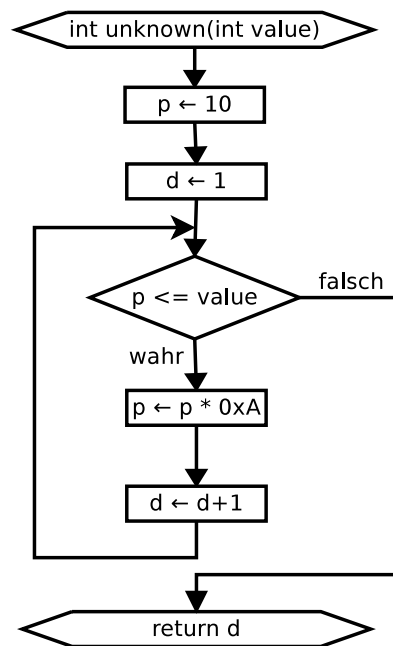 int unknown(int value)
p ← 10
d ← 1
p <= value
falsch
wahr
p ← p * 0xA
d ← d+1
return d